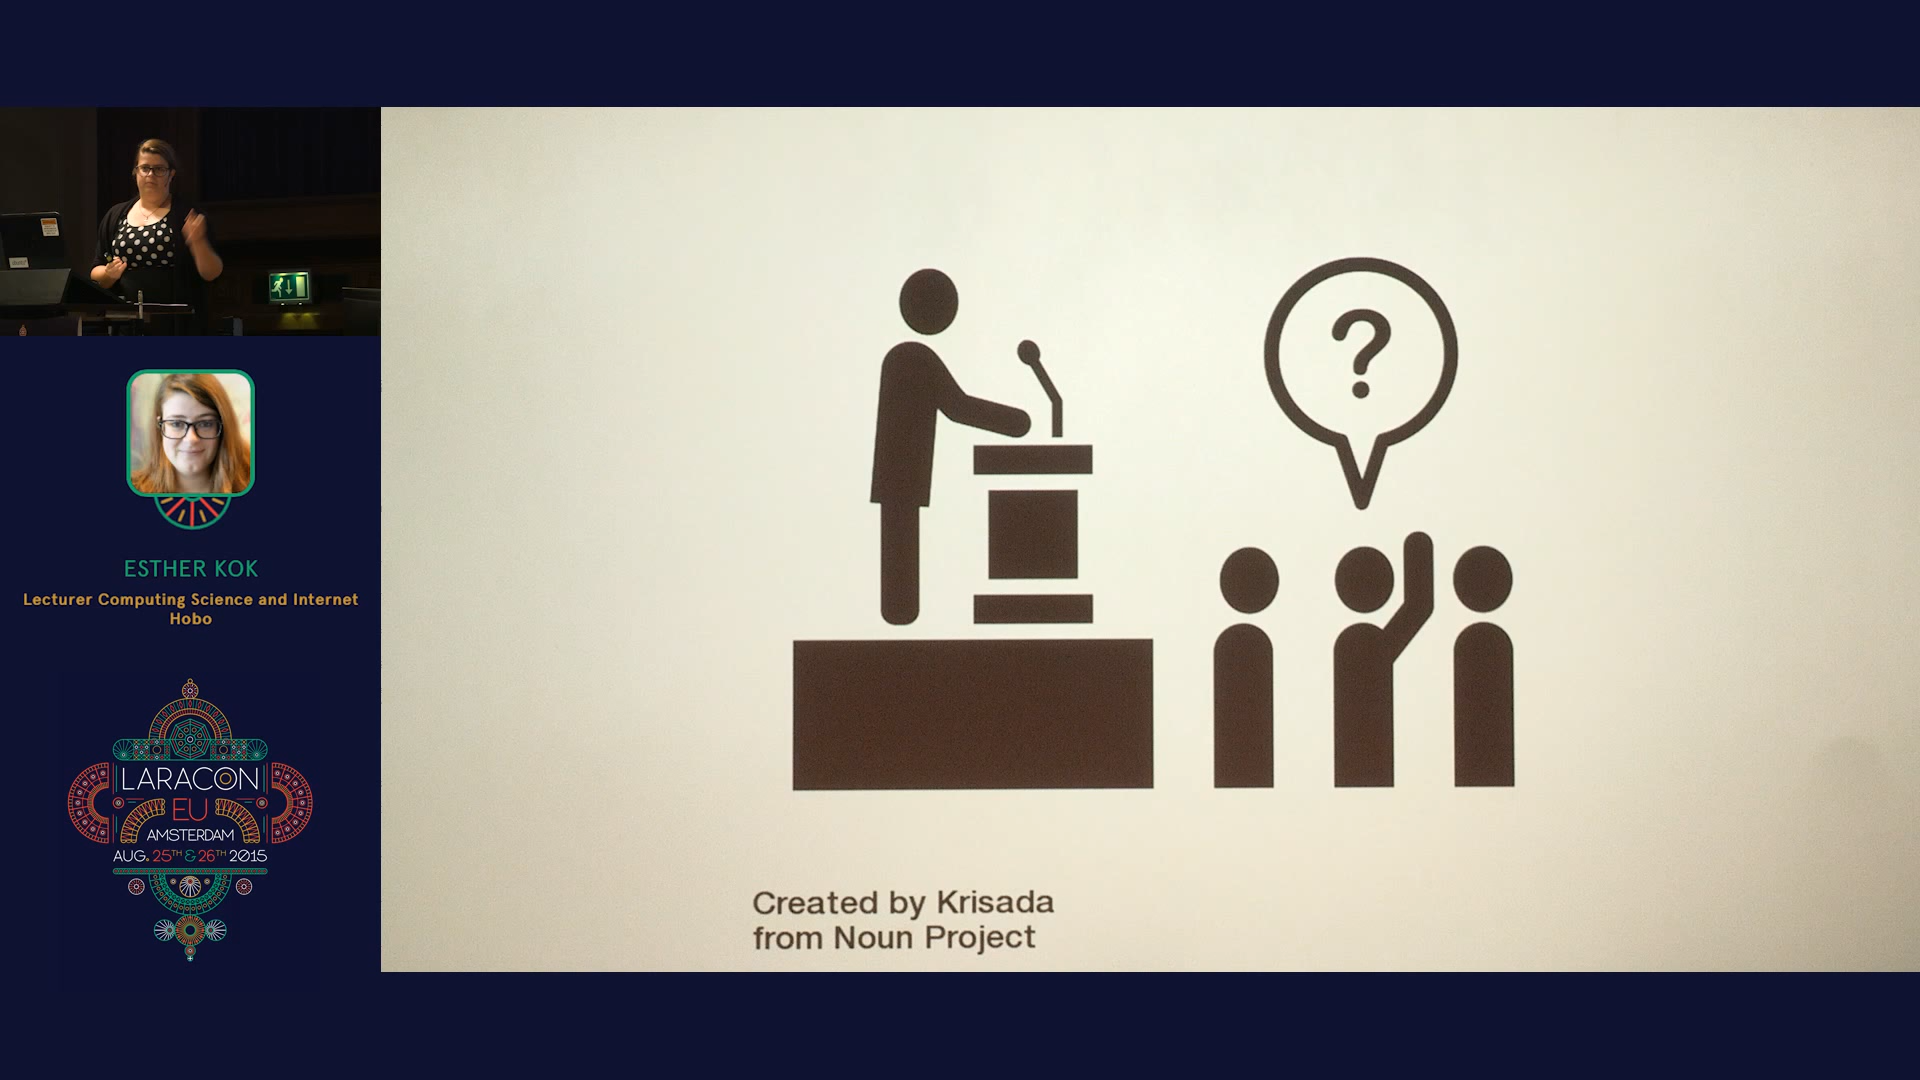 ESTHER KOK
Lecturer Computing Science and Internet
Hobo
LARACON
EU
AMSTERDAM
AUG. 25TH & 26TH 2015
?
Created by Krisada
from Noun Project